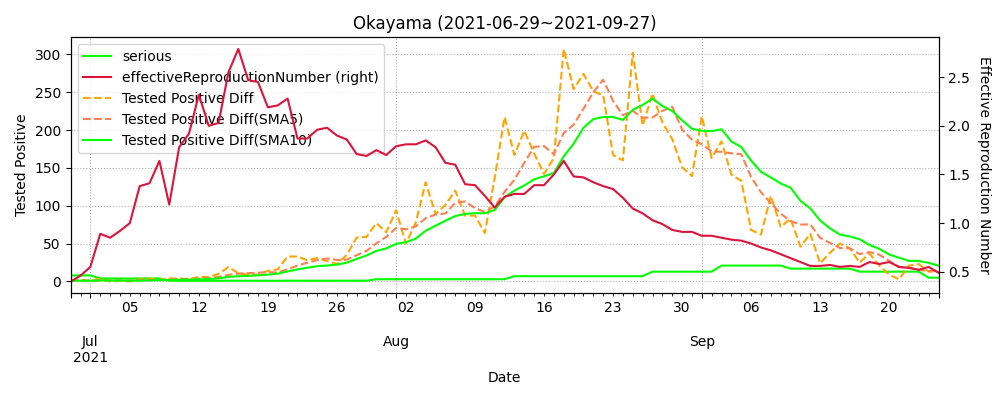 Okayama (2021-06-29~2021-09-27)
serious
effectiveReproductionNumber (right)
Tested Positive Diff
Tested Positive Diff(SMA5)
Tested Positive Diff(SMA10)
Tested Positive
300
250
200
150
100
50
0
2.5
2.0
1.5
1.0
0.5
Effective Reproduction Number
05 12 19 26 02 09 16 23 30 06 13 20
Jul Aug Sep
2021
Date